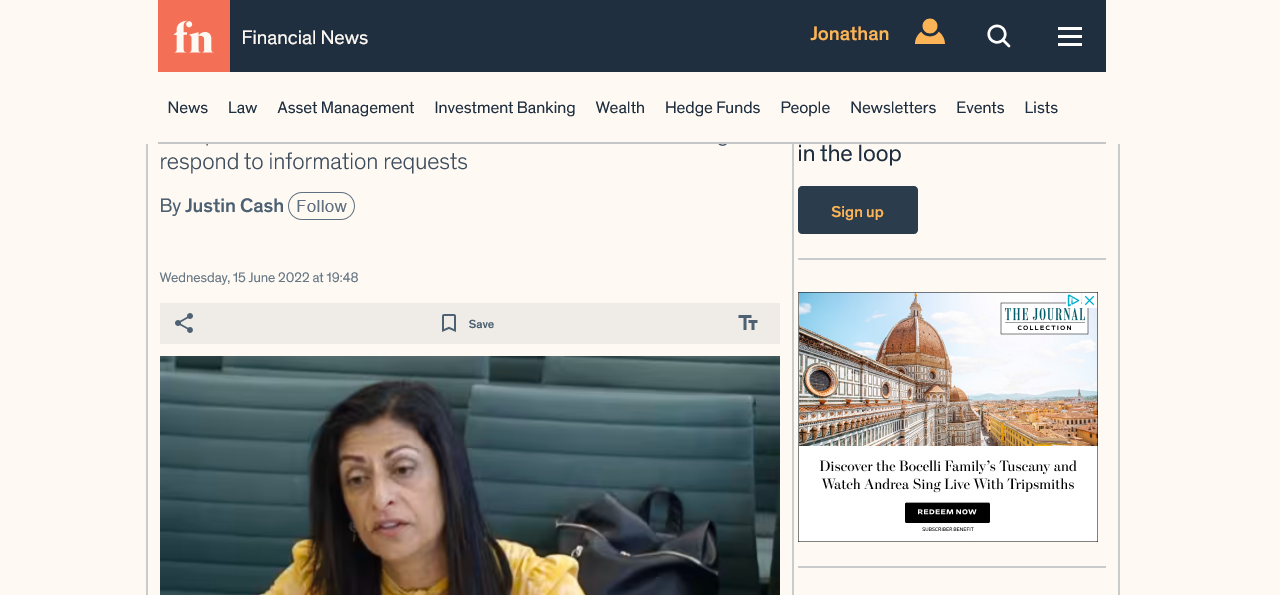 fn
Financial News
Jonathan
News Law Asset Management Investment Banking Wealth Hedge Funds People Newsletters Events Lists
respond to information requests
By Justin Cash Follow
Wednesday, 15 June 2022 at 19:48
Save
in the loop
Sign up
THE JOURNAL
COLLECTION
Discover the Bocelli Family's Tuscany and
Watch Andrea Sing Live With Tripsmiths
REDEEM NOW
SUBSCRIBER BENEFIT